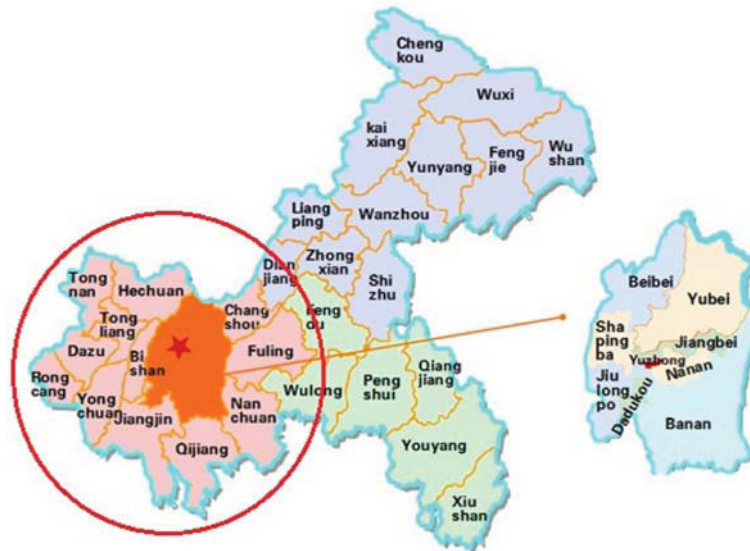 Cheng
kou
Wuxi
kai
xiang
Yunyang
Feng
jie
Wu
shan
Liang
ping
Wanzhou
Zhong
xian
Dian
jiang
Shi
zhu
Tong
nan
Hechuan
Chang
shou
Feng
ou
Tong
liang
Dazu
Bi
shan
Fuling
Qiang
jiang
Rong
cang
Yong
chuan
Jiangjin
Nan
chuan
Wulong
Peng
shui
Qijiang
Youyang
Xiu
shan
Beibei
Yubei
Sha
ping
ba
Jiangbei
Yuzhong
Nanan
Jiu
long
po
Dadukou
Banan